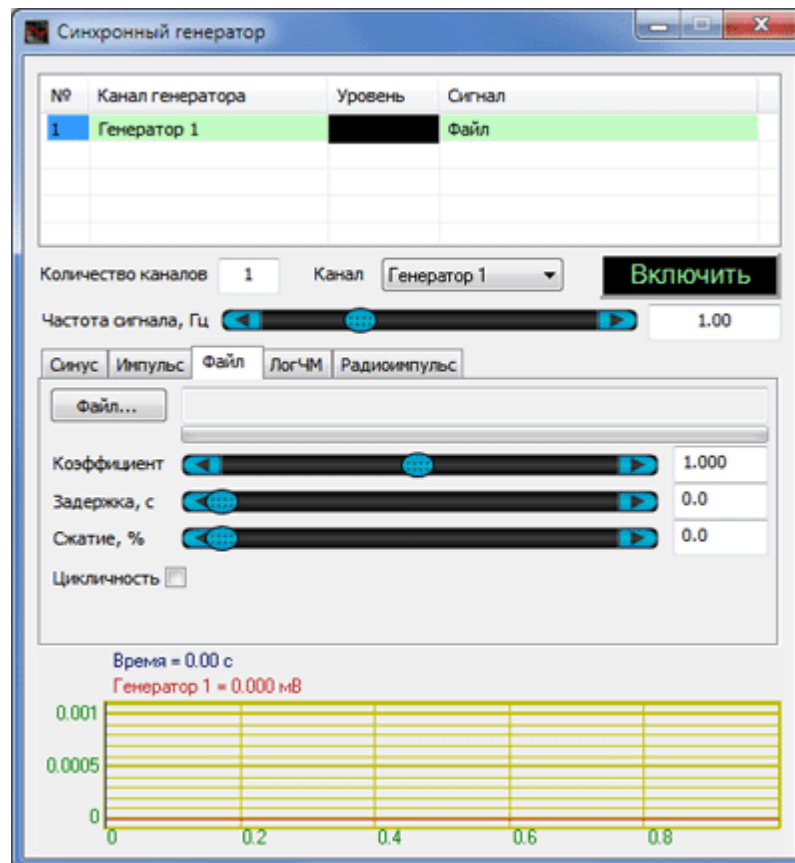 Синхронный генератор
№ Канал генератора Уровень Сигнал
1 Генератор 1 Файл
Количество каналов 1 Канал Генератор 1 Включить
Частота сигнала, Гц 1.00
Синус Импульс Файл ЛогЧМ Радиоимпульс
Файл...
Коэффициент 1.000
Задержка, с 0.0
Сжатие, % 0.0
Цикличность
Время = 0.00 с
Генератор 1 = 0.000 мВ
0.001
0.0005
0
0 0.2 0.4 0.6 0.8